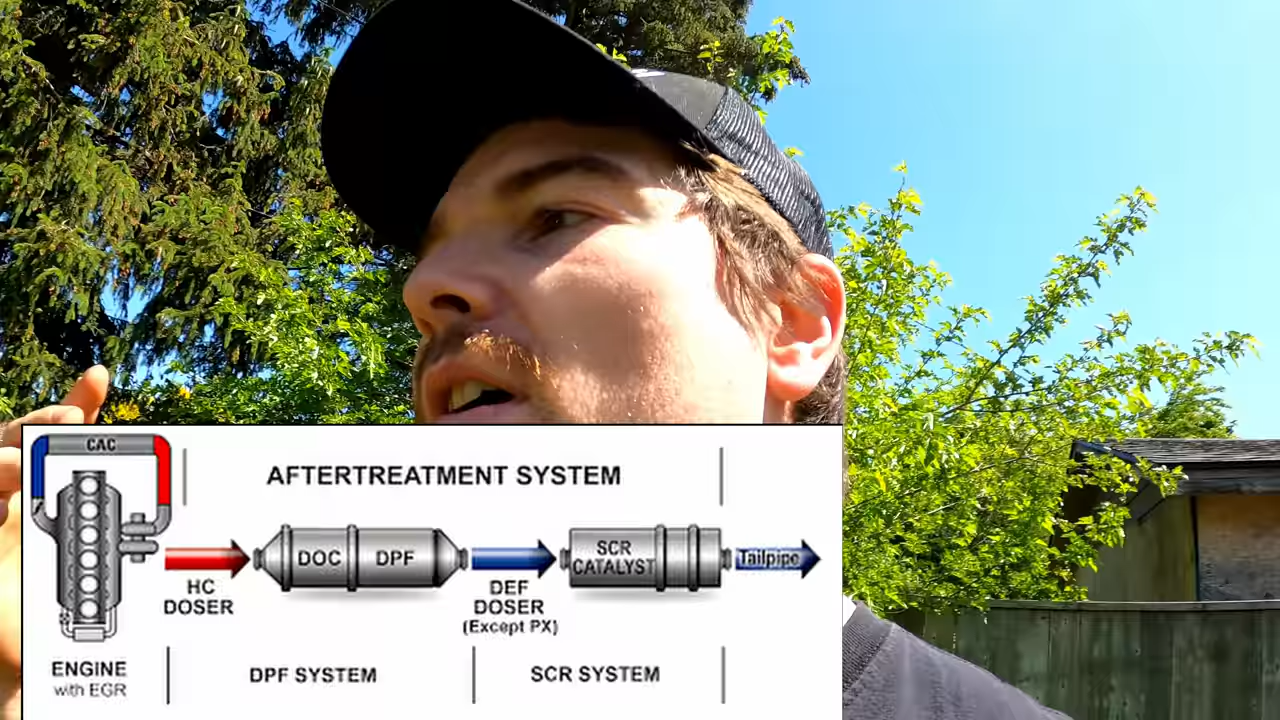 CAC
AFTERTREATMENT SYSTEM
DOC
DPF
SCR
CATALYST
Tailpipe
HC
DOSER
DEF
DOSER
(Except PX)
ENGINE
with EGR
DPF SYSTEM
SCR SYSTEM